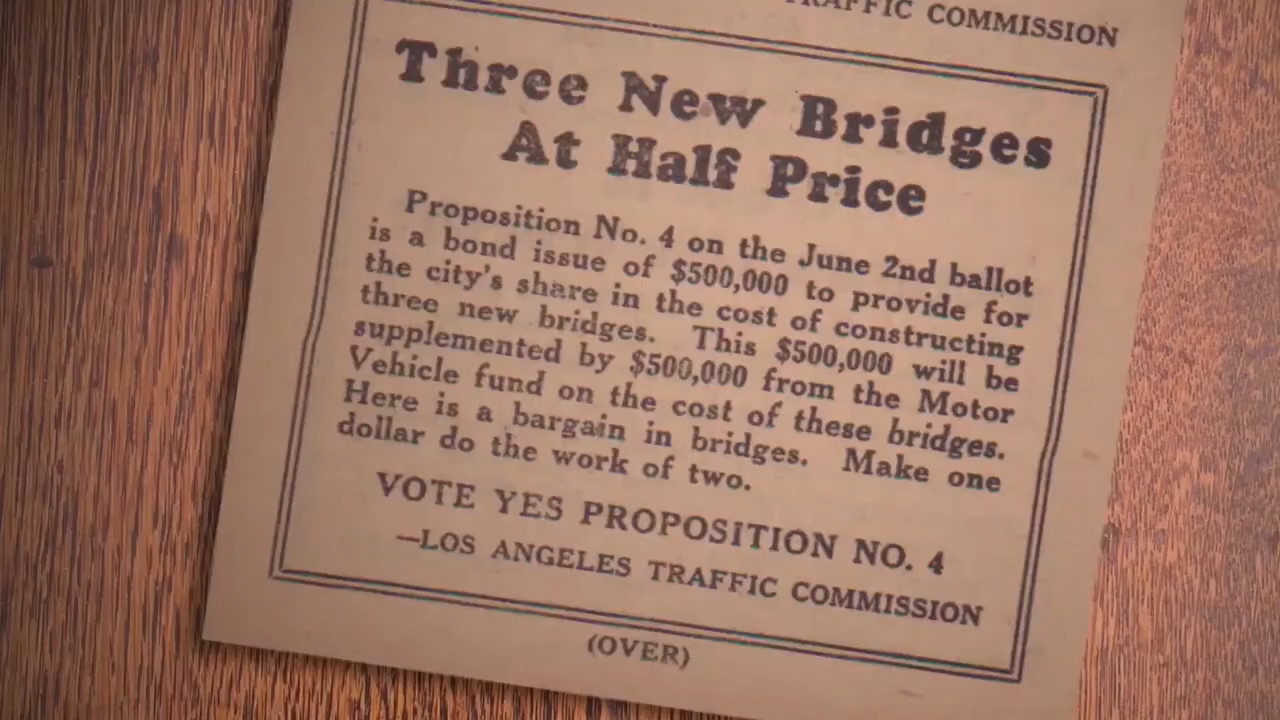 TRAFFIC COMMISSION
Three New Bridges
At Half Price
Proposition No. 4 on the June 2nd ballot
is a bond issue of $500,000 to provide for
the city's share in the cost of constructing
three new bridges. This $500,000 will be
supplemented by $500,000 from the Motor
Vehicle fund on the cost of these bridges.
Here is a bargain in bridges. Make one
dollar do the work of two.
VOTE YES PROPOSITION NO. 4
—LOS ANGELES TRAFFIC COMMISSION
(OVER)